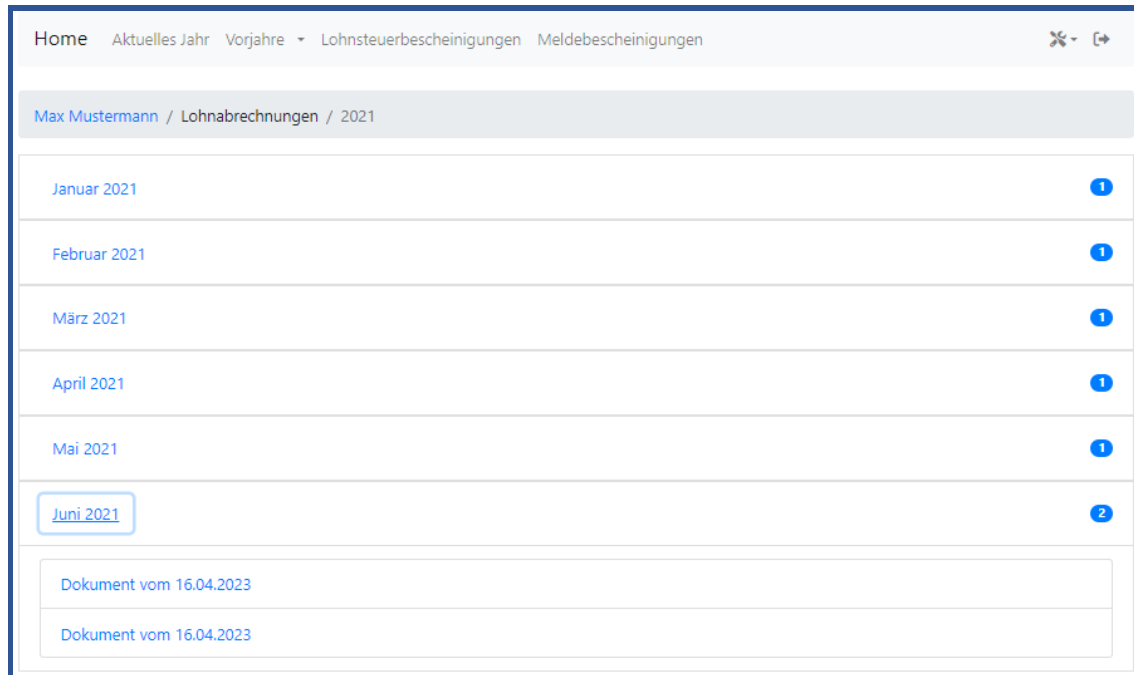 Home Aktuelles Jahr Vorjahre Lohnsteuerbescheinigungen Meldebescheinigungen
Max Mustermann / Lohnabrechnungen / 2021
Januar 2021 1
Februar 2021 1
März 2021 1
April 2021 1
Mai 2021 1
Juni 2021 2
Dokument vom 16.04.2023
Dokument vom 16.04.2023